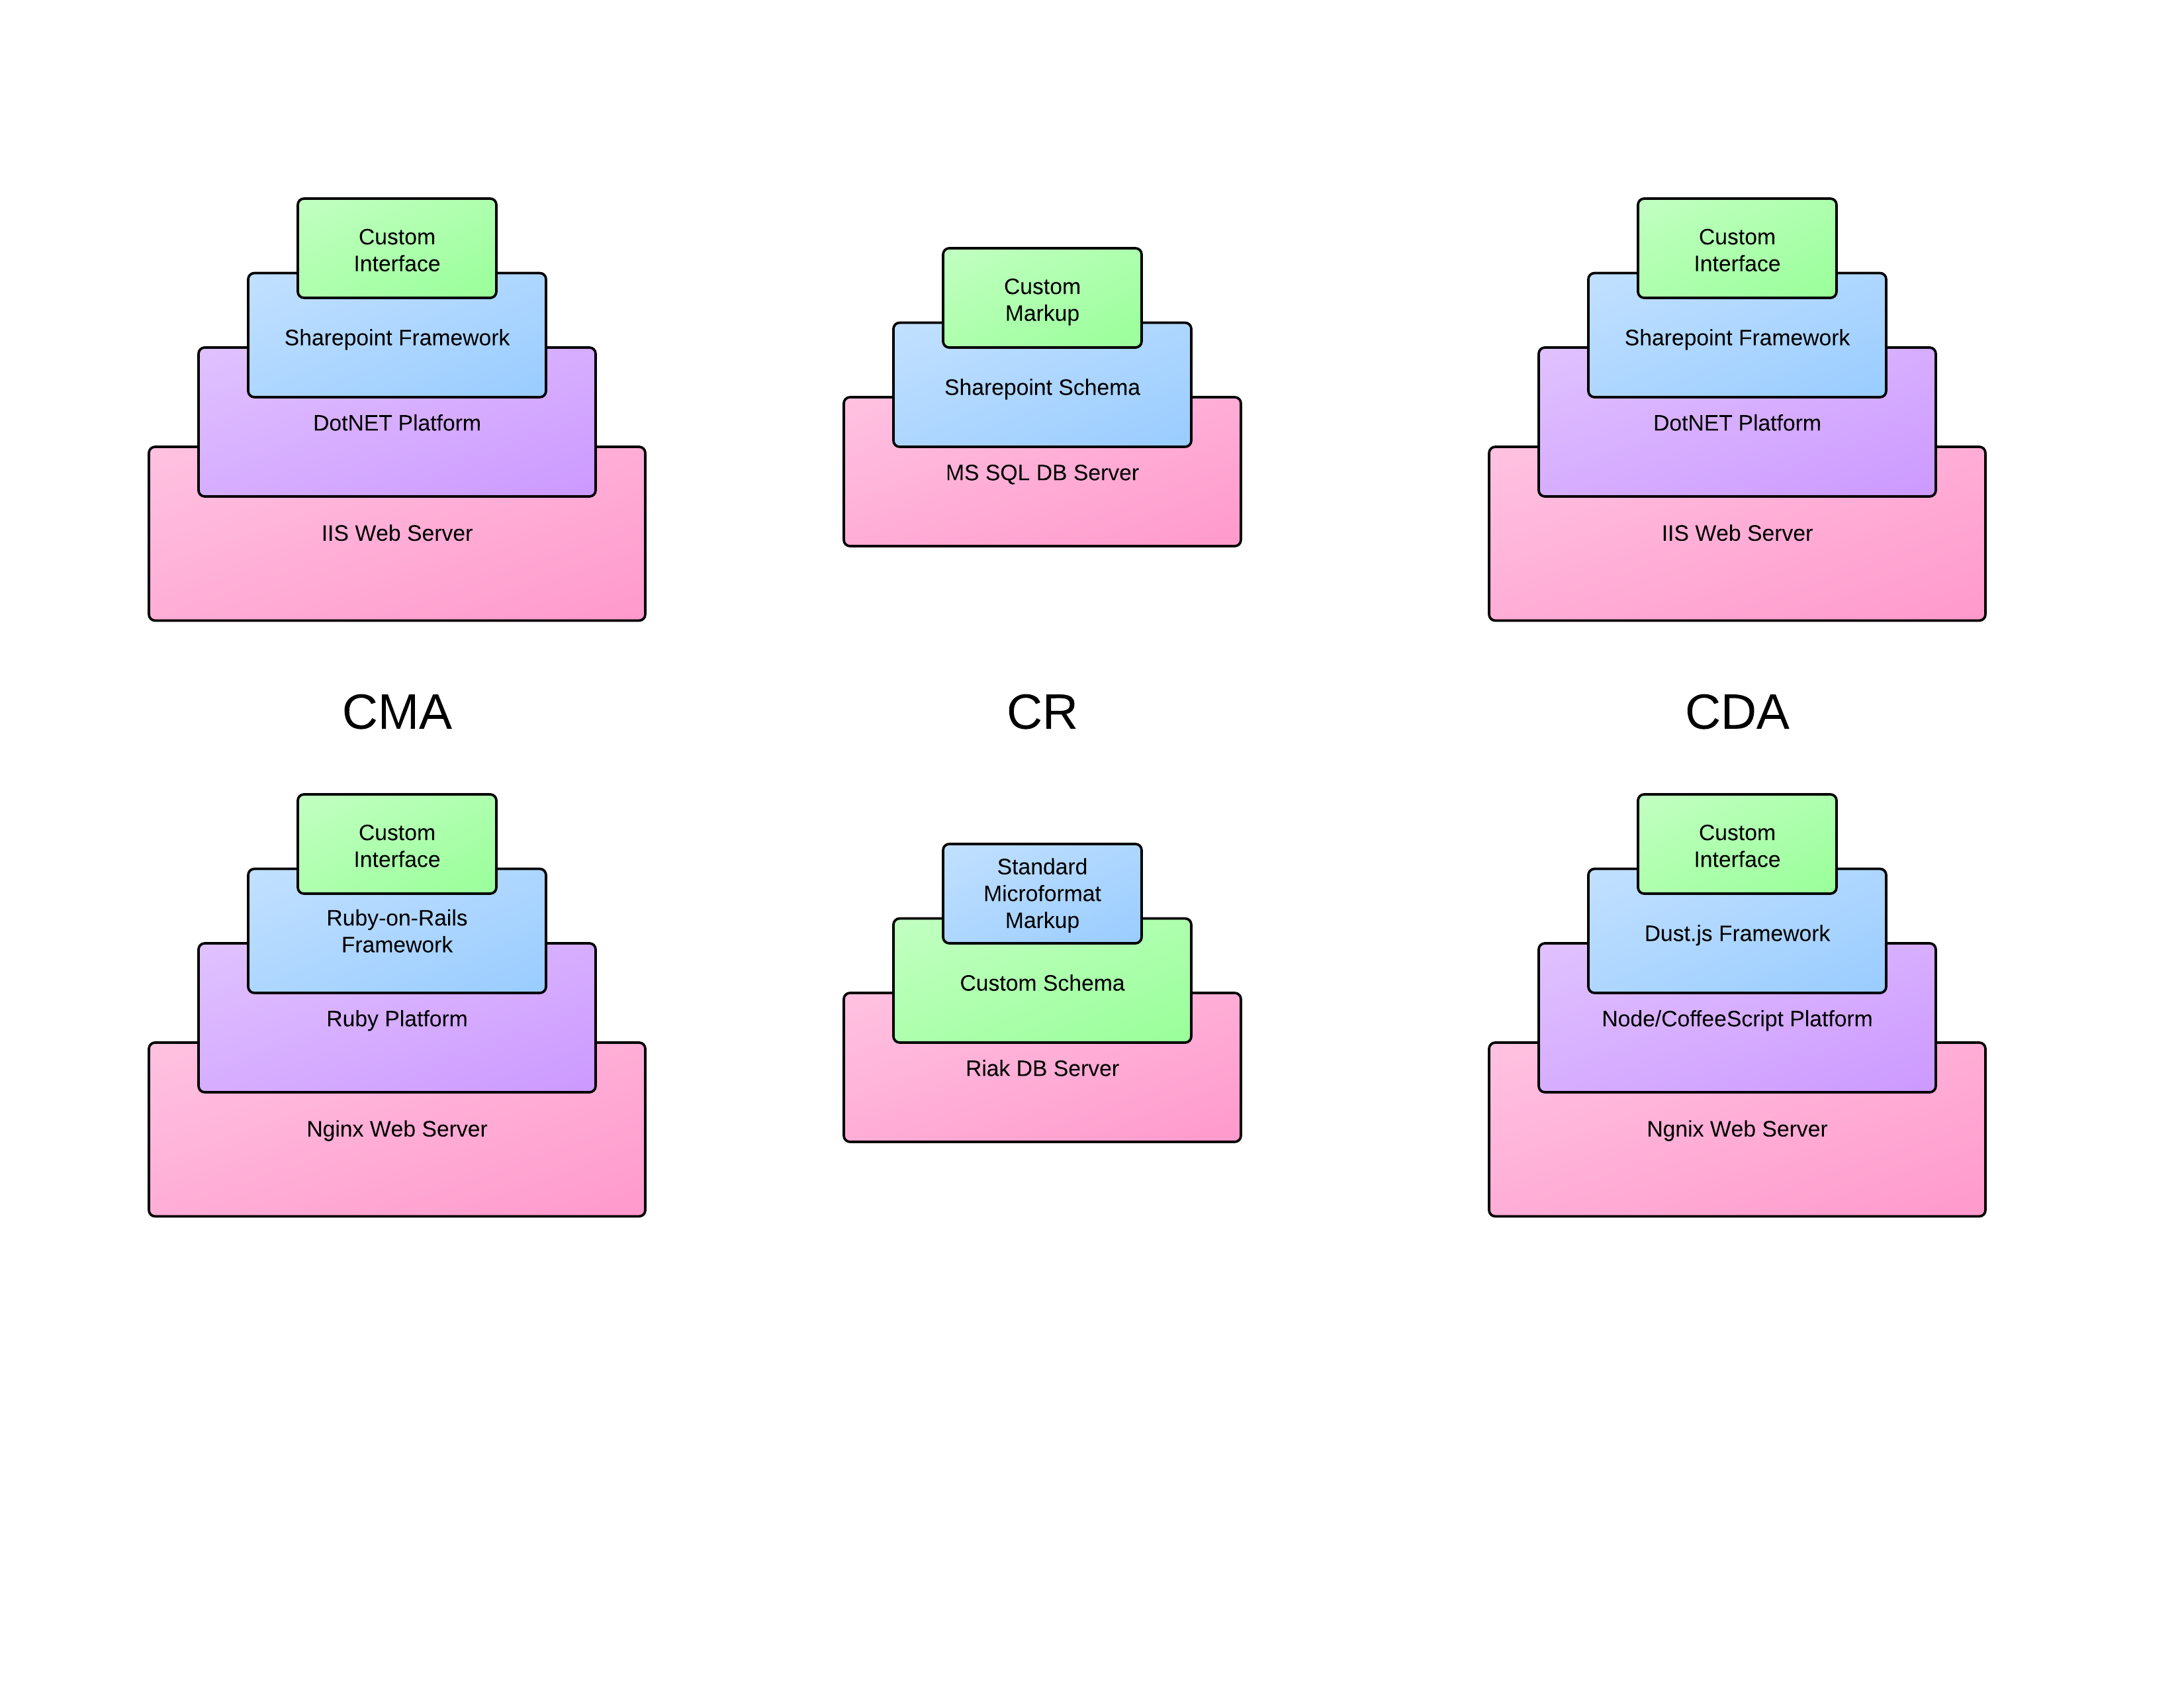 Custom
Interface
Sharepoint Framework
DotNET Platform
IIS Web Server
Custom
Markup
Sharepoint Schema
MS SQL DB Server
Custom
Interface
Sharepoint Framework
DotNET Platform
IIS Web Server
CMA
CR
CDA
Custom
Interface
Ruby-on-Rails
Framework
Ruby Platform
Nginx Web Server
Standard
Microformat
Markup
Custom Schema
Riak DB Server
Custom
Interface
Dust.js Framework
Node/CoffeeScript Platform
Ngnix Web Server